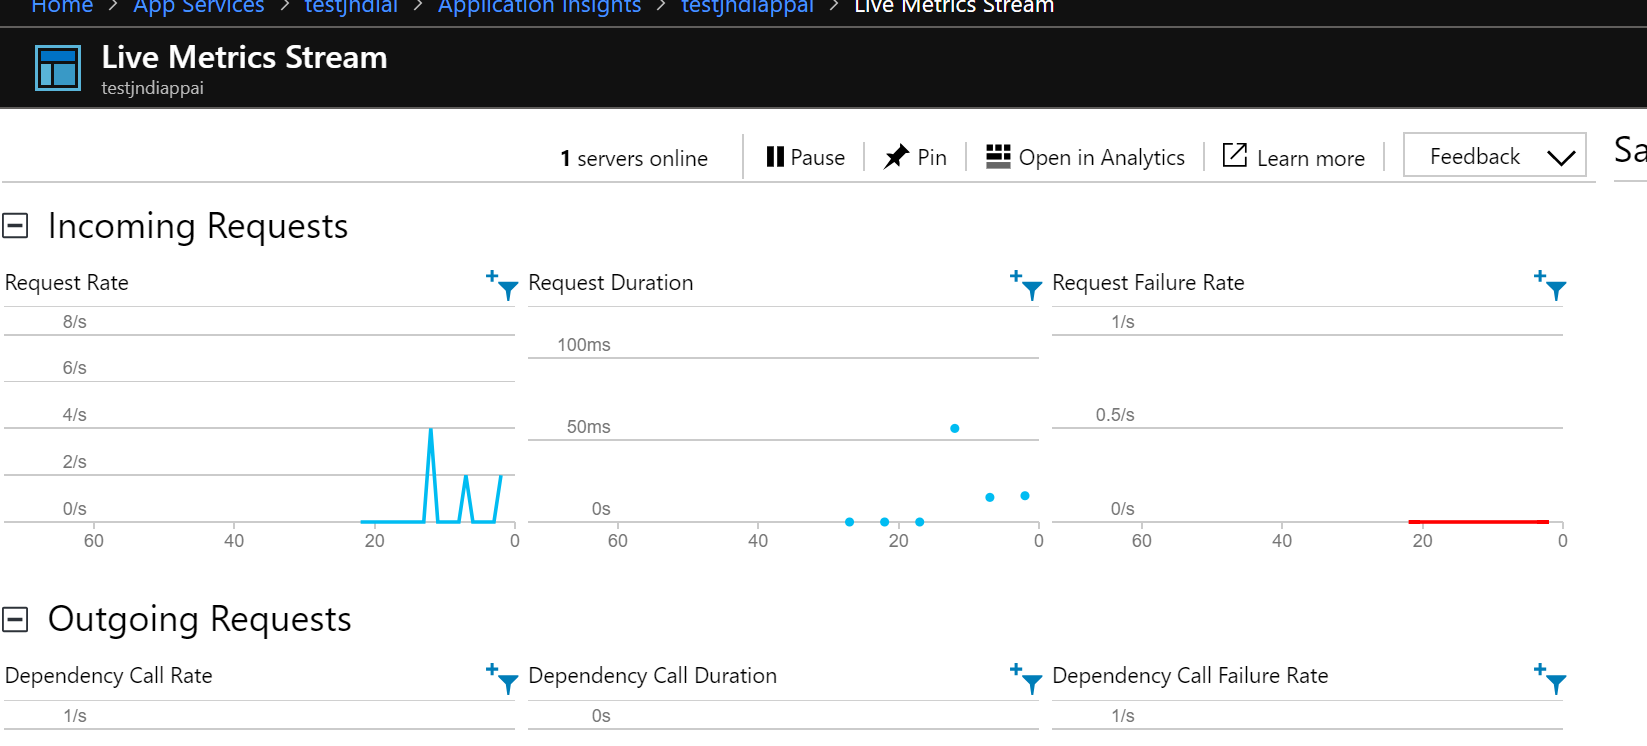 Home > App Services > testjndiai > Application Insights > testjndiappai > Live Metrics Stream
Live Metrics Stream
testjndiappai
1 servers online
Pause
Pin
Open in Analytics
Learn more
Feedback
Sa
Incoming Requests
Request Rate
8/s
6/s
4/s
2/s
0/s
60 40 20 0
Request Duration
100ms
50ms
0s
60 40 20 0
Request Failure Rate
1/s
0.5/s
0/s
60 40 20 0
Outgoing Requests
Dependency Call Rate
1/s
Dependency Call Duration
0s
Dependency Call Failure Rate
1/s